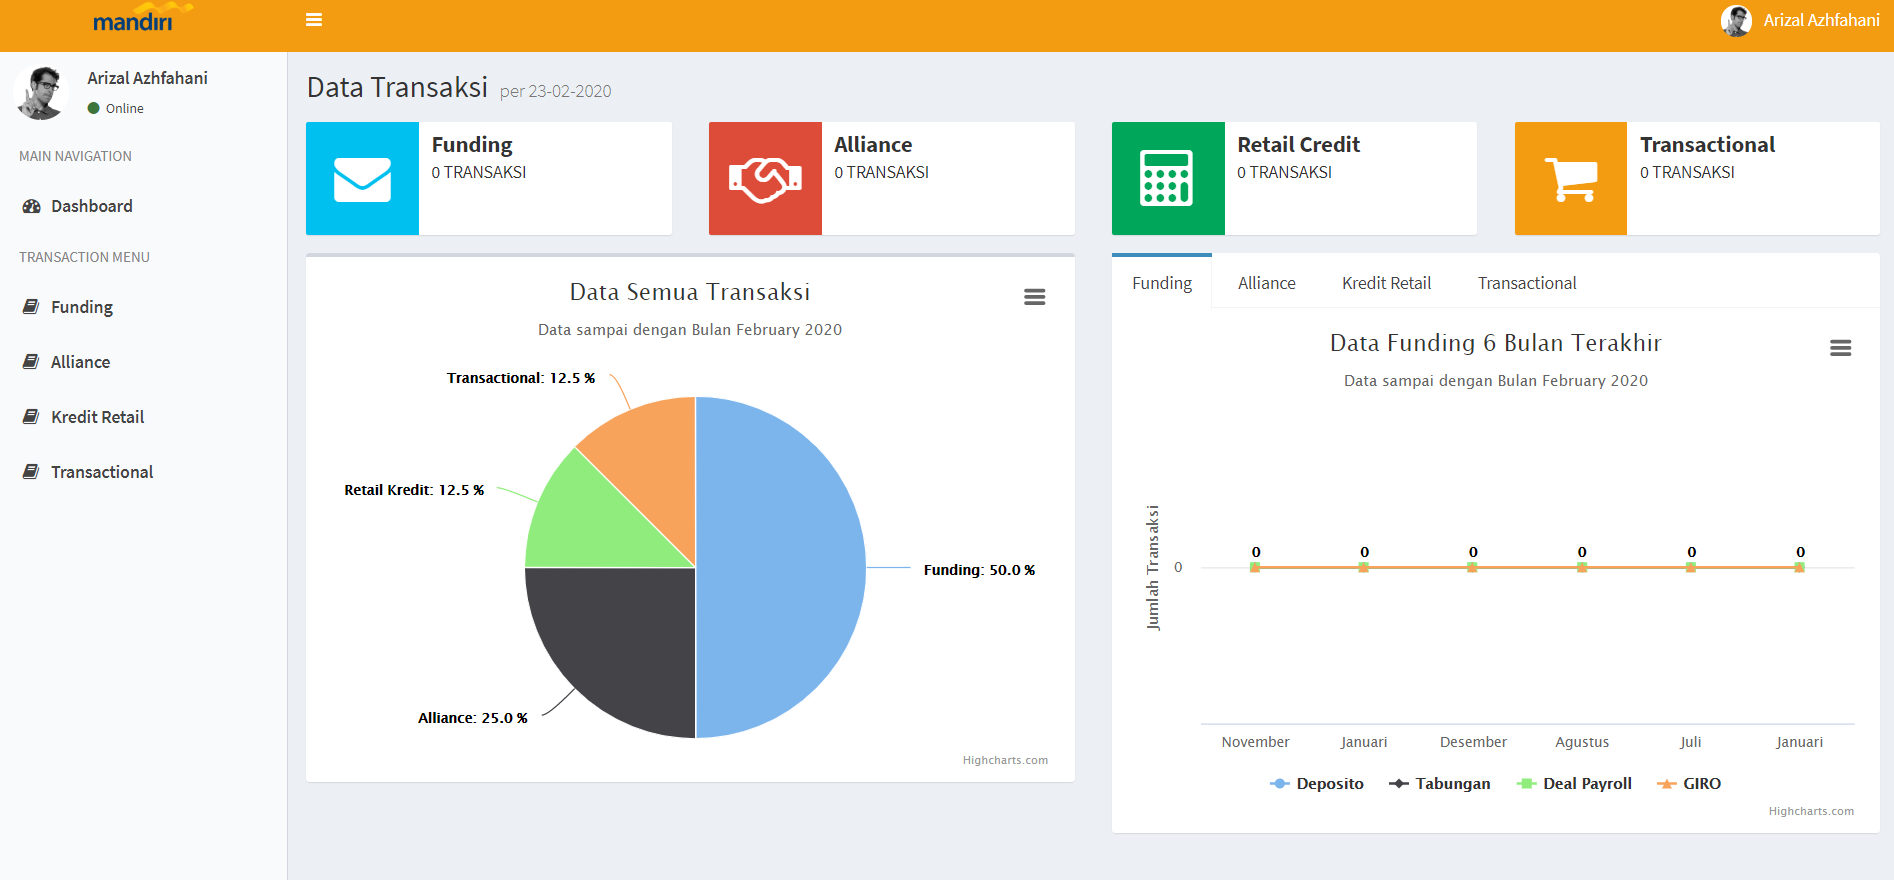 mandiri
Arizal Azhfahani
Arizal Azhfahani
Online
MAIN NAVIGATION
Dashboard
TRANSACTION MENU
Funding
Alliance
Kredit Retail
Transactional
Data Transaksi per 23-02-2020
Funding
0 TRANSAKSI
Alliance
0 TRANSAKSI
Retail Credit
0 TRANSAKSI
Transactional
0 TRANSAKSI
Data Semua Transaksi
Data sampai dengan Bulan February 2020
Transactional: 12.5 %
Retail Kredit: 12.5 %
Funding: 50.0 %
Alliance: 25.0 %
Highcharts.com
Funding Alliance Kredit Retail Transactional
Data Funding 6 Bulan Terakhir
Data sampai dengan Bulan February 2020
Jumlah Transaksi
0 0 0 0 0 0
0
November Januari Desember Agustus Juli Januari
Deposito Tabungan Deal Payroll GIRO
Highcharts.com